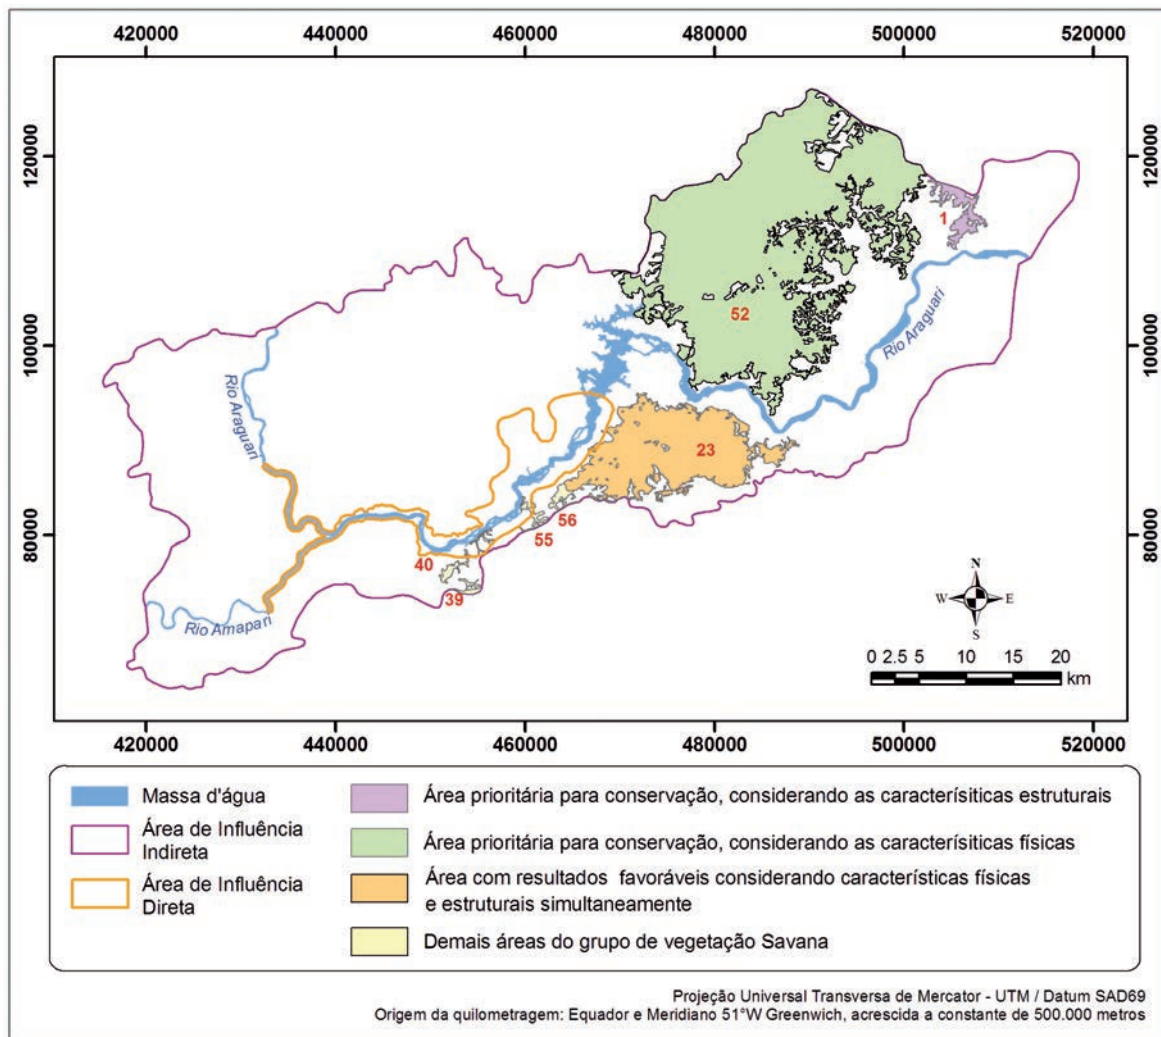 420000 440000 460000 480000 500000 520000
120000 120000
1
52
Rio Araguari
100000 100000
Rio Araguari
23
56
55
80000 80000
40
39
Rio Amapari
N
W E
S
0 2.5 5 10 15 20
km
420000 440000 460000 480000 500000 520000
Massa d'água
Área de Influência
Indireta
Área de Influência
Direta
Área prioritária para conservação, considerando as caracterísiticas estruturais
Área prioritária para conservação, considerando as caracterísiticas físicas
Área com resultados favoráveis considerando características físicas
e estruturais simultaneamente
Demais áreas do grupo de vegetação Savana
Projeção Universal Transversa de Mercator - UTM / Datum SAD69
Origem da quilometragem: Equador e Meridiano 51°W Greenwich, acrescida a constante de 500.000 metros